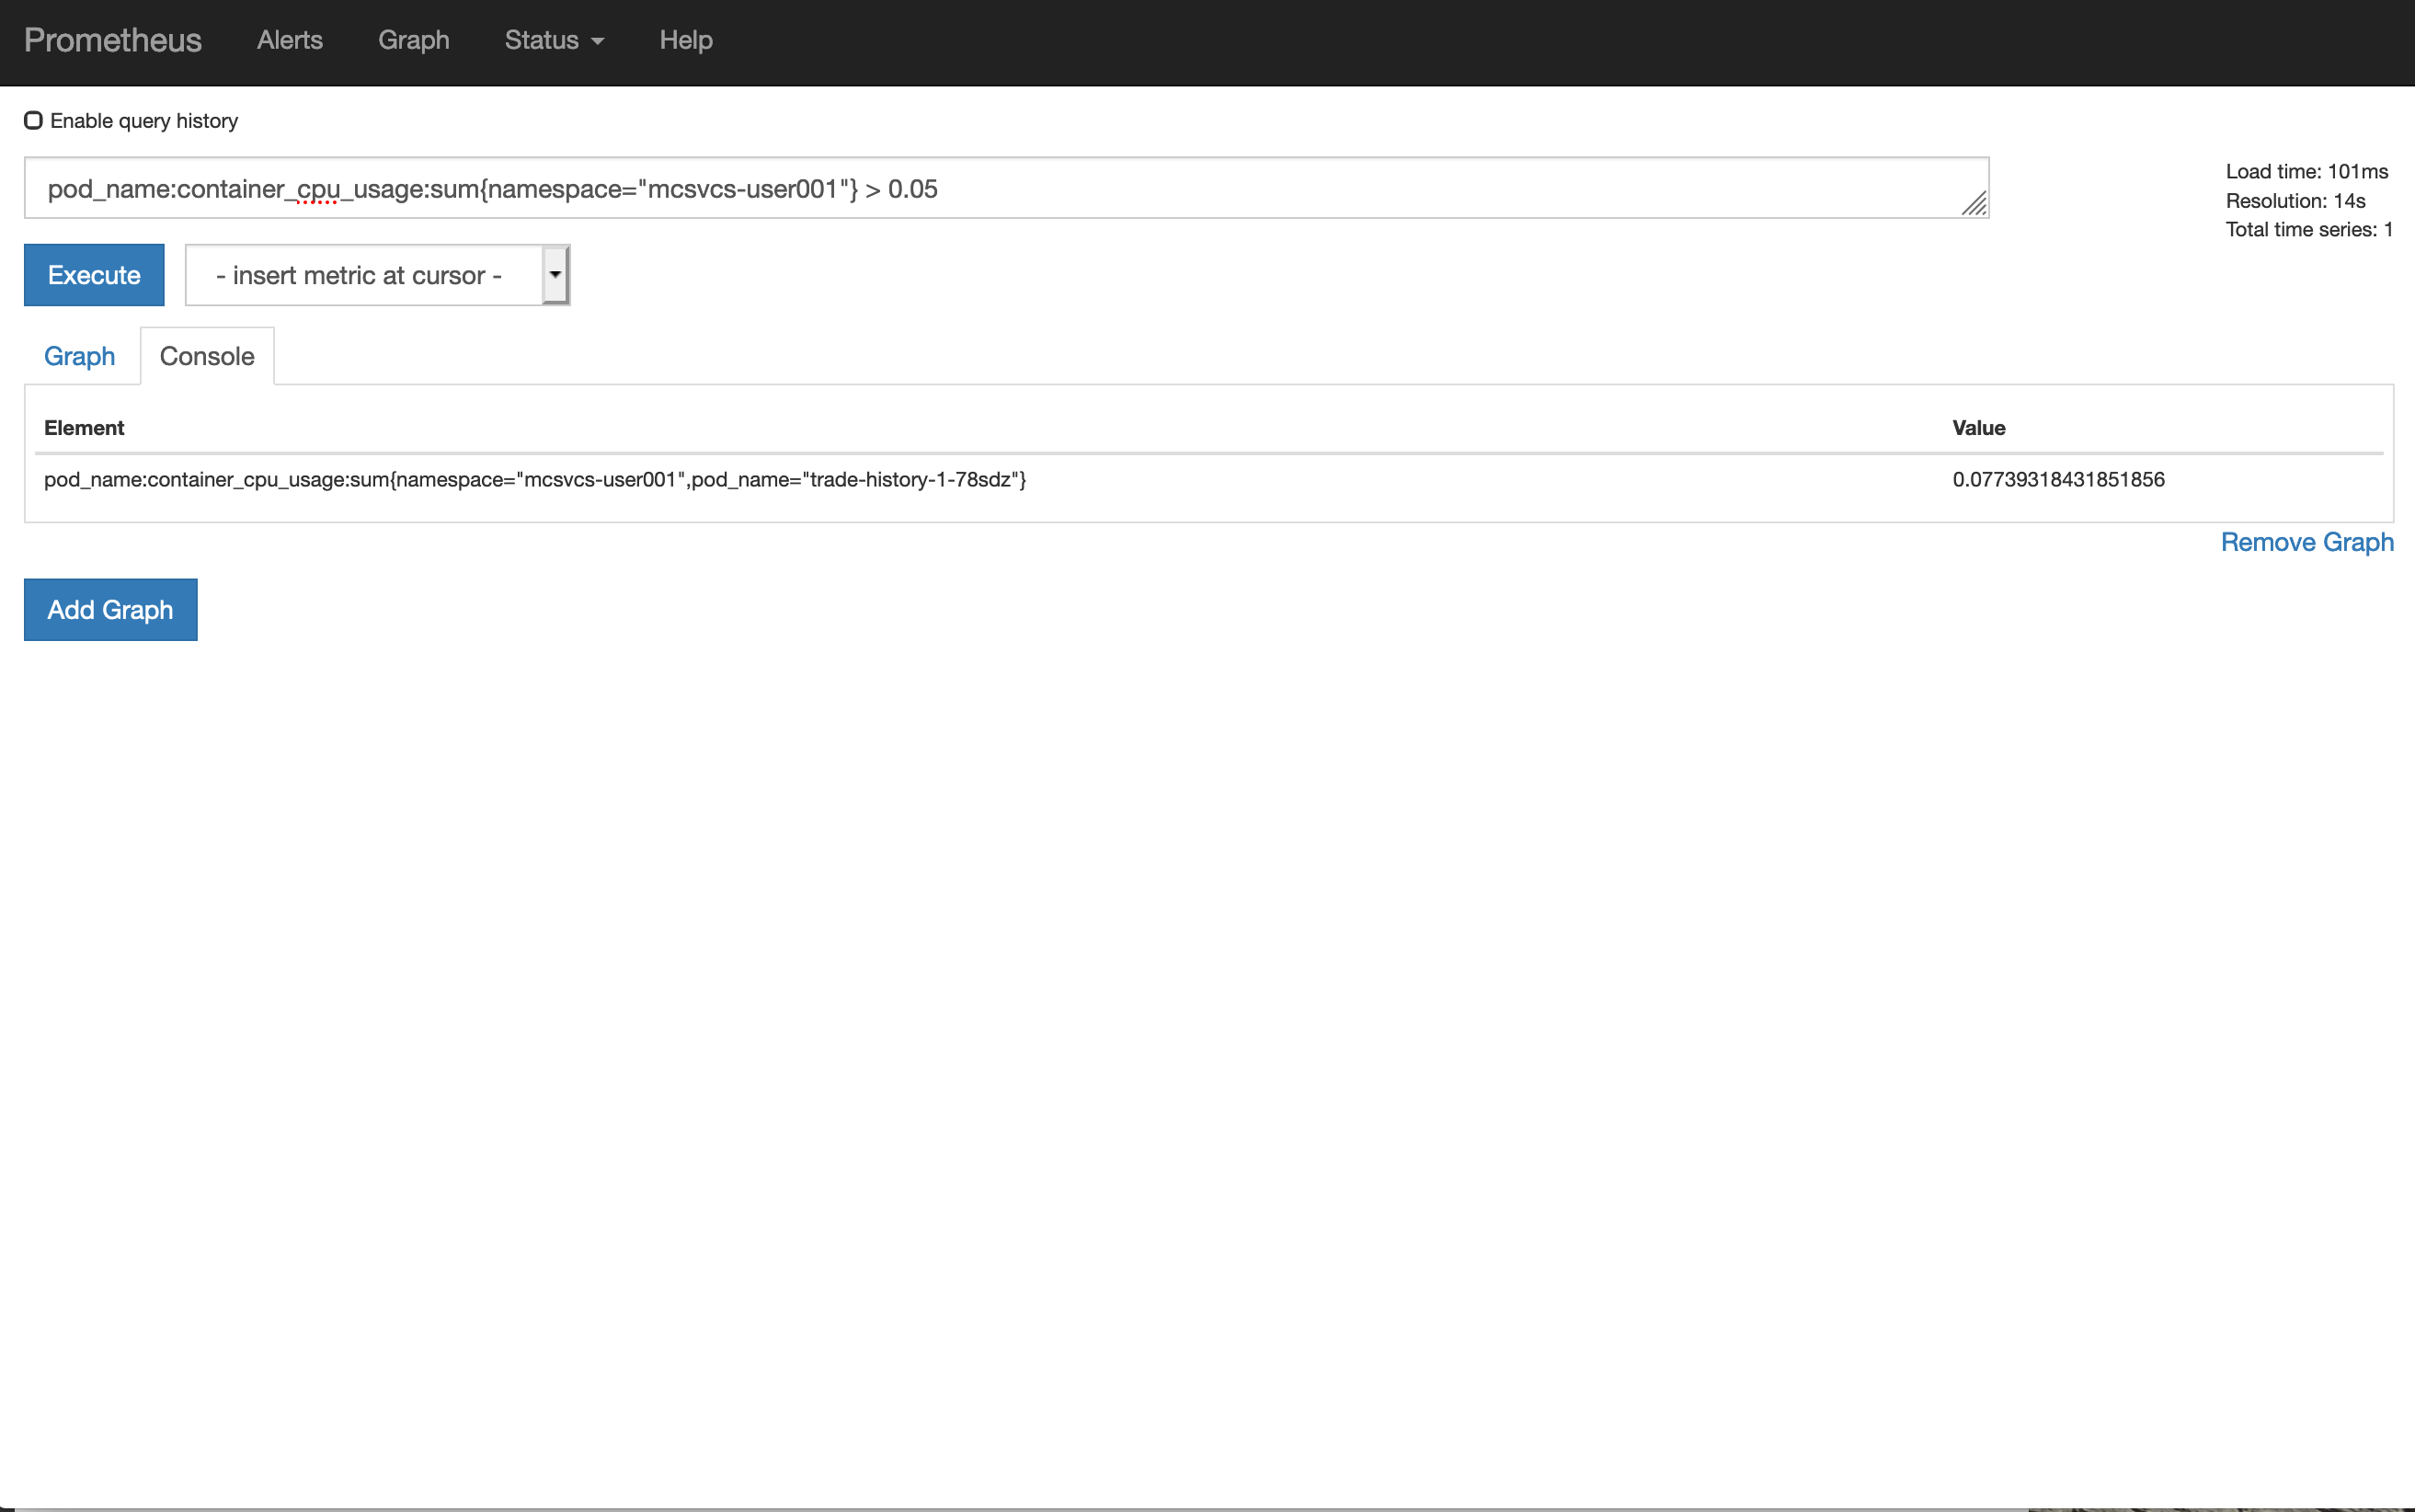 Prometheus Alerts Graph Status Help
Enable query history
pod_name:container_cpu_usage:sum{namespace="mcsvcs-user001"} > 0.05
Load time: 101ms
Resolution: 14s
Total time series: 1
Execute - insert metric at cursor -
Graph Console
Element Value
pod_name:container_cpu_usage:sum{namespace="mcsvcs-user001",pod_name="trade-history-1-78sdz"} 0.07739318431851856
Remove Graph
Add Graph